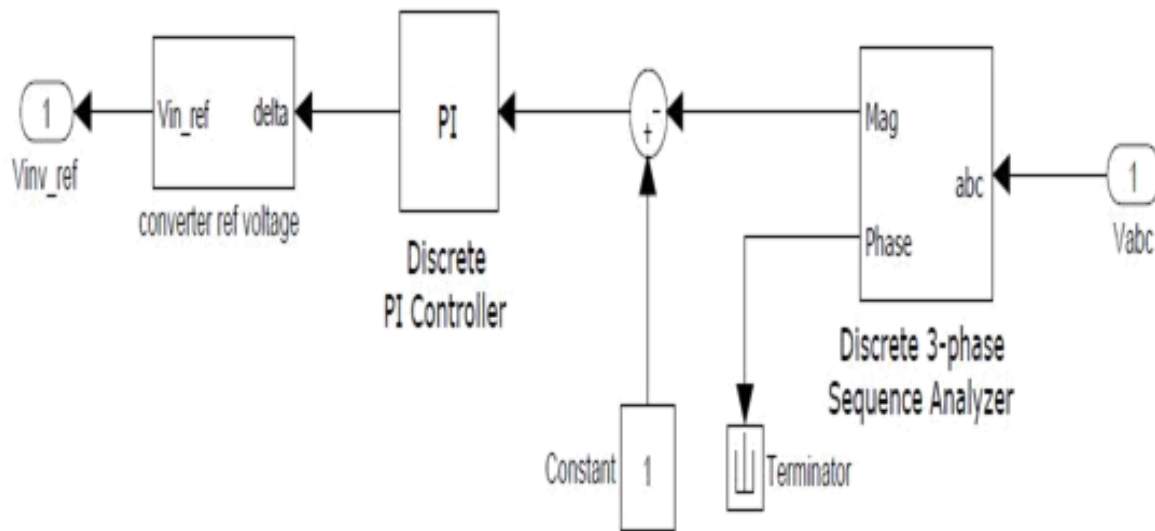 1
Vinv_ref
Vin_ref
delta
converter ref voltage
PI
Discrete
PI Controller
-
+
Constant
1
Mag
Phase
abc
Discrete 3-phase
Sequence Analyzer
Terminator
1
Vabc